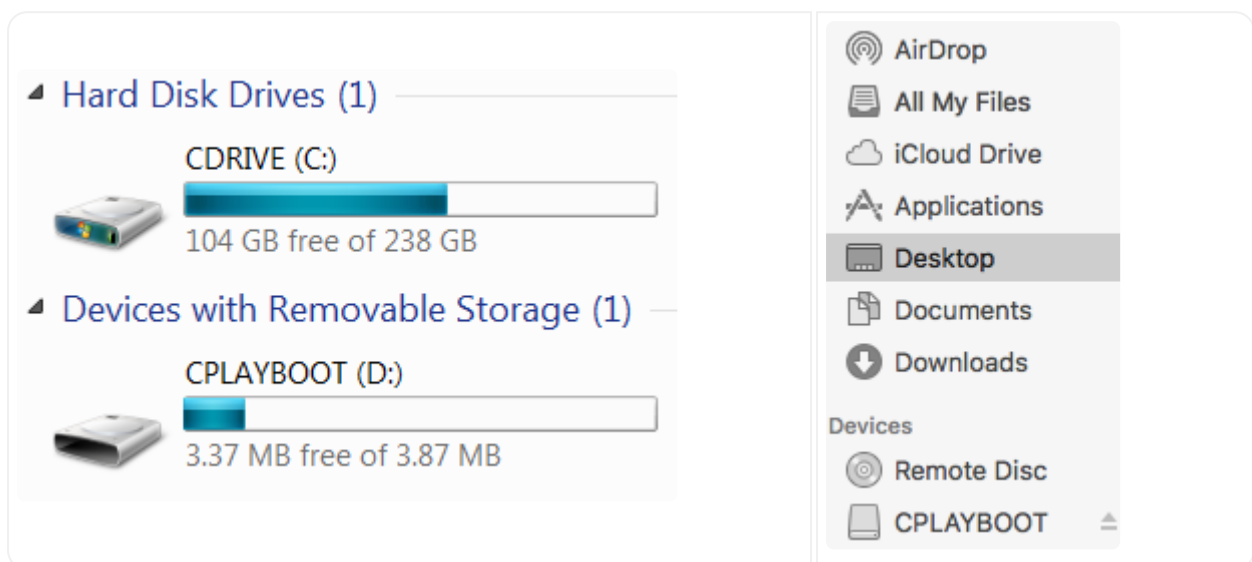 Hard Disk Drives (1)
CDRIVE (C:)
104 GB free of 238 GB
Devices with Removable Storage (1)
CPLAYBOOT (D:)
3.37 MB free of 3.87 MB
AirDrop
All My Files
iCloud Drive
Applications
Desktop
Documents
Downloads
Devices
Remote Disc
CPLAYBOOT